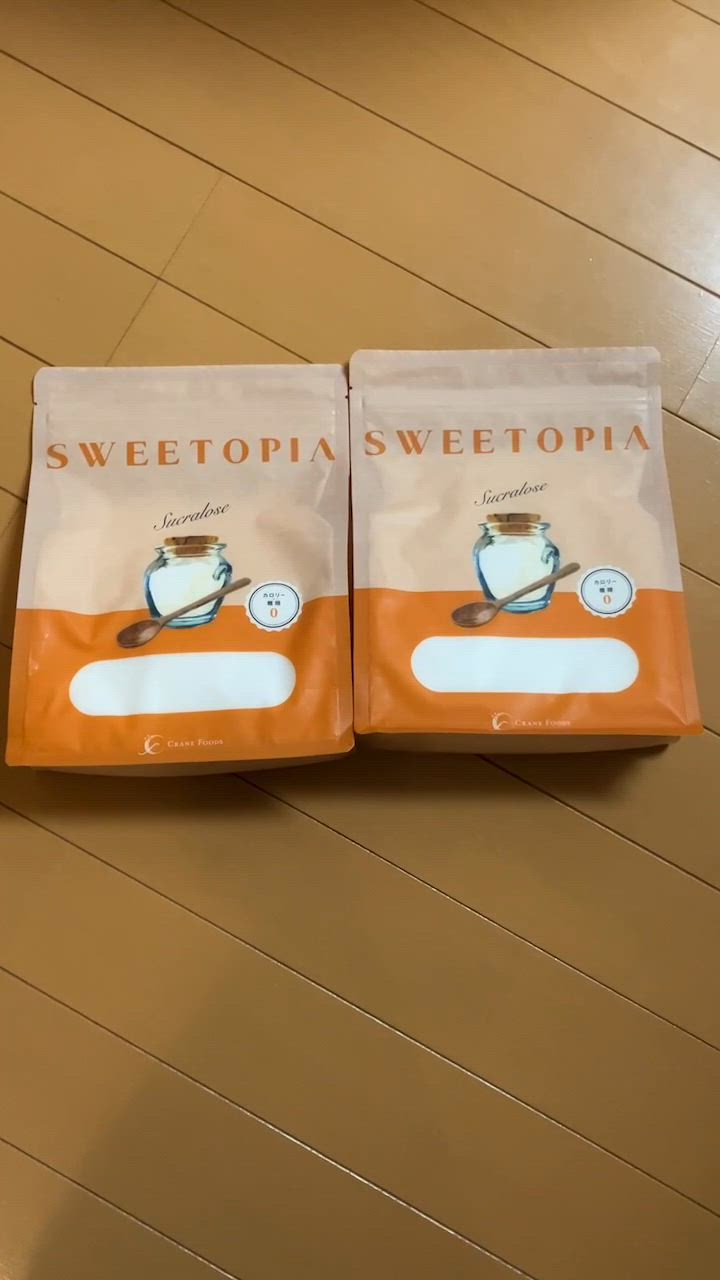 SWEETOPIA
Sucralose
カロリー
糖類
0
CRANE FOODS
SWEETOPIA
Sucralose
カロリー
糖類
0
CRANE FOODS